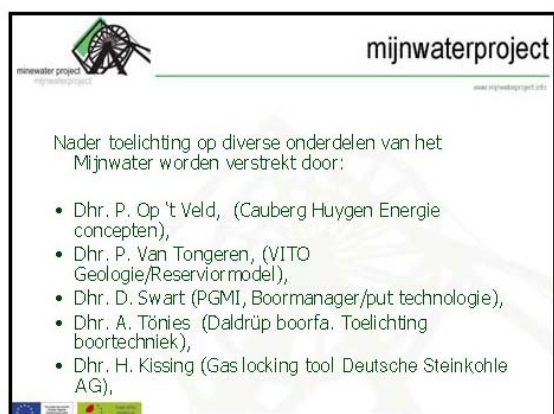 mijnwaterproject
minewater project
mijnwaterproject
www.mijnwaterproject.info
Nader toelichting op diverse onderdelen van het
Mijnwater worden verstrekt door:
• Dhr. P. Op 't Veld, (Cauberg Huygen Energie
concepten),
• Dhr. P. Van Tongeren, (VITO
Geologie/Reserviormodel),
• Dhr. D. Swart (PGMI, Boormanager/put technologie),
• Dhr. A. Tönies (Daldrüp boorfa. Toelichting
boortechniek),
• Dhr. H. Kissing (Gas locking tool Deutsche Steinkohle
AG),